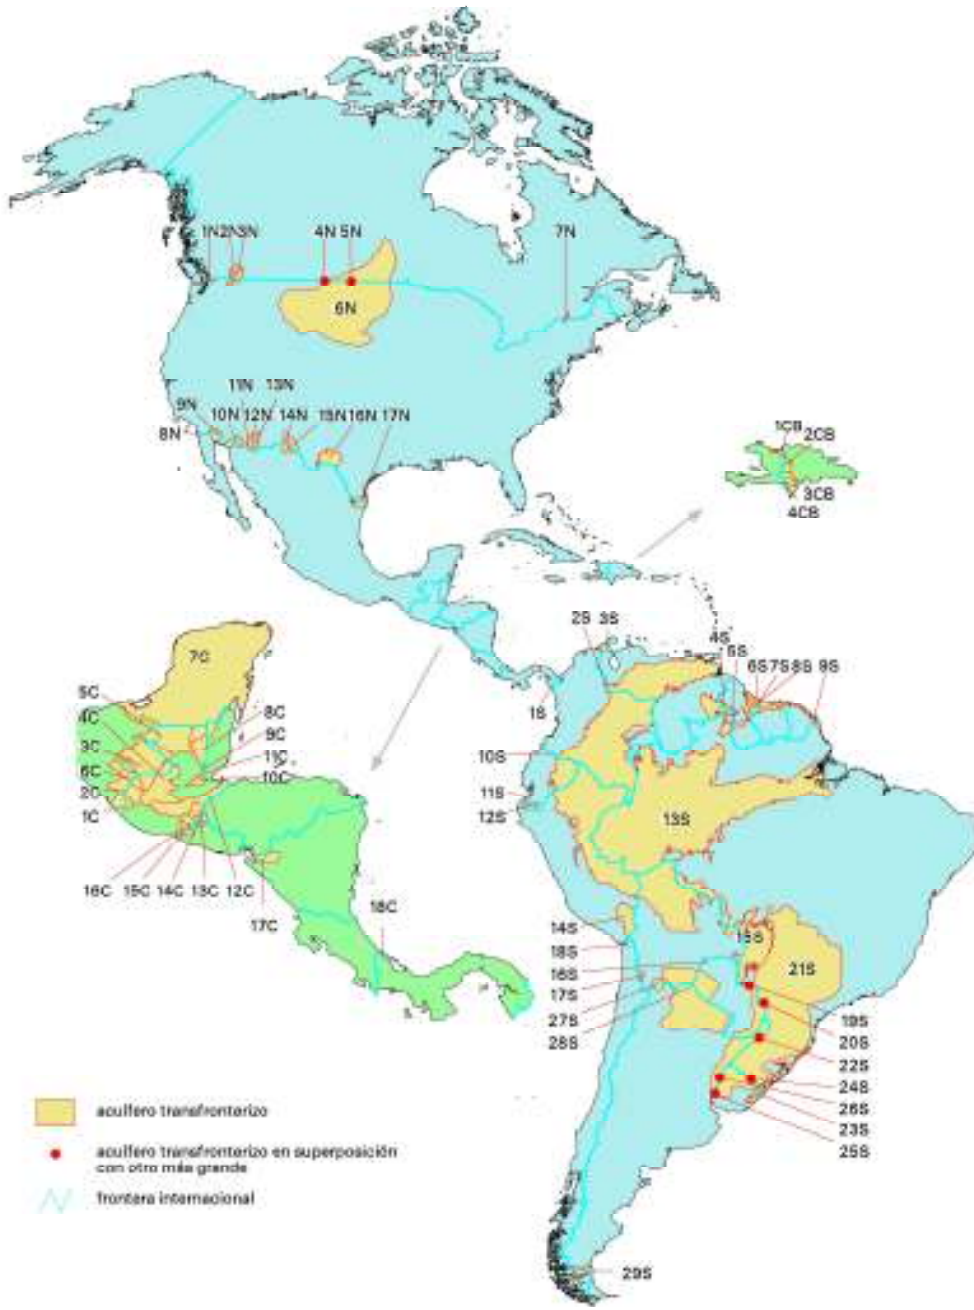 1N 2N 3N
4N 5N
7N
6N
11N 13N
9N
10N 12N 14N 15N 16N 17N
8N
1CB
2CB
3CB
4CB
2S 3S
4S
5S
6S 7S 8S 9S
1S
7C
5C
4C
8C
9C
3C
11C
6C
10C
2C
1C
16C 15C 14C 13C 12C
17C
18C
10S
11S
12S
13S
14S
15S
18S
16S
21S
17S
27S
28S
19S
20S
22S
24S
26S
23S
25S
29S
acuífero transfronterizo
acuífero transfronterizo en superposición
con otro más grande
frontera internacional